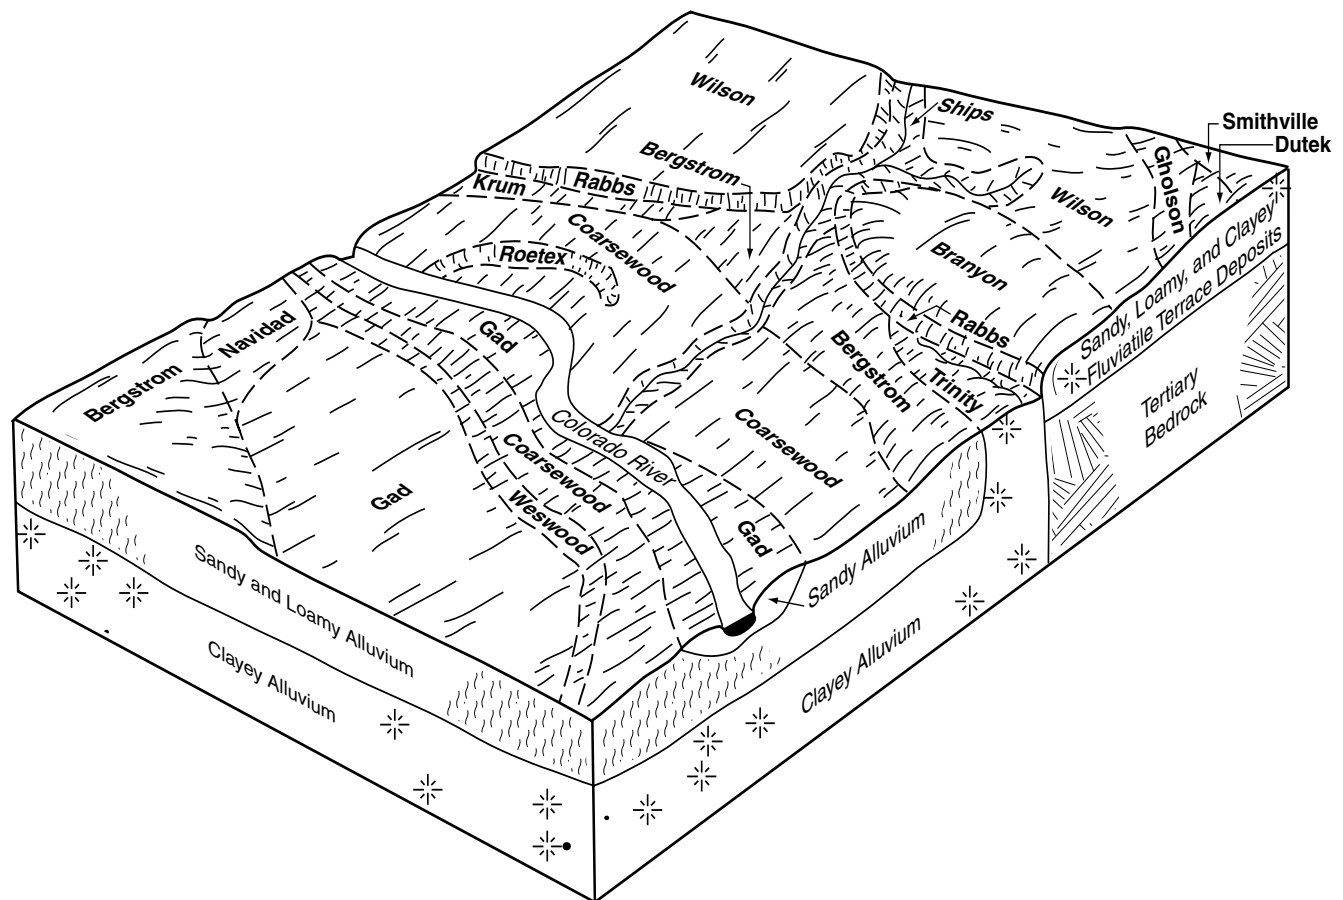 Wilson
Ships
Smithville
Dutek
Bergstrom
Gholson
Krum
Rabbs
Wilson
Coarsewood
Roetex
Branyon
Sandy, Loamy, and Clayey
Fluviatile Terrace Deposits
Navidad
Gad
Rabbs
Bergstrom
Bergstrom
Trinity
Tertiary
Bedrock
Colorado River
Coarsewood
Coarsewood
Gad
Weswood
Gad
Sandy Alluvium
Sandy and Loamy Alluvium
Clayey Alluvium
Clayey Alluvium